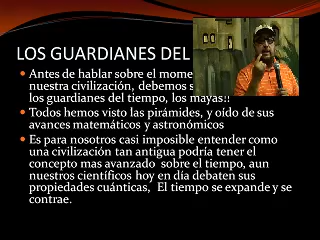 LOS GUARDIANES DEL
Antes de hablar sobre el mome
nuestra civilización, debemos s
los guardianes del tiempo, los mayas!!
Todos hemos visto las pirámides, y oído de sus
avances matemáticos y astronómicos
Es para nosotros casi imposible entender como
una civilización tan antigua podría tener el
concepto mas avanzado sobre el tiempo, aun
nuestros científicos hoy en día debaten sus
propiedades cuánticas, El tiempo se expande y se
contrae.